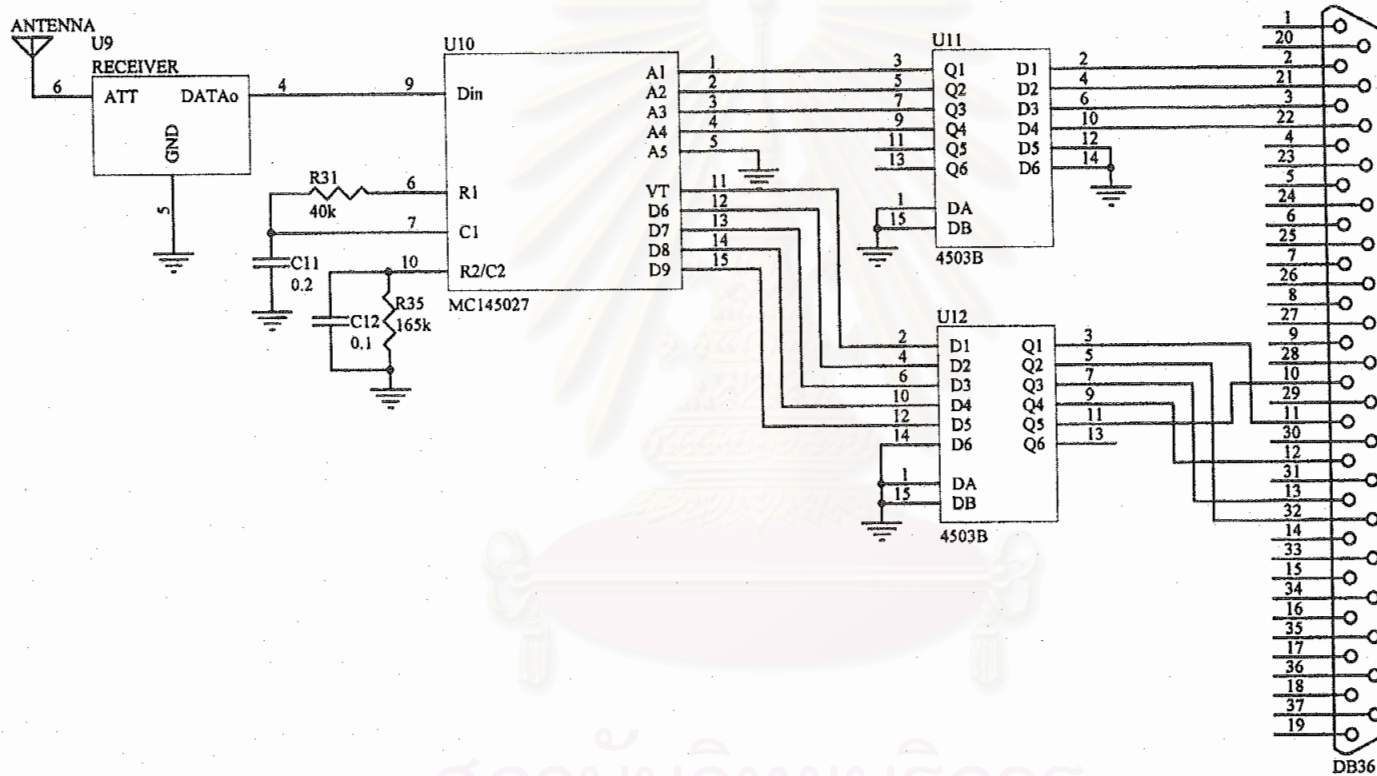 ANTENNA
U9
RECEIVER
6
ATT
DATAo
4
GND
5
U10
9
Din
R31
40k
6
R1
7
C1
C11
0.2
10
R2/C2
C12
0.1
R35
165k
MC145027
A1
1
A2
2
A3
3
A4
4
A5
5
VT
11
D6
12
D7
13
D8
14
D9
15
U11
3
Q1
D1
2
5
Q2
D2
4
7
Q3
D3
6
9
Q4
D4
10
11
Q5
D5
12
13
Q6
D6
14
1
DA
15
DB
4503B
U12
2
D1
Q1
3
4
D2
Q2
5
6
D3
Q3
7
10
D4
Q4
9
12
D5
Q5
11
14
D6
Q6
13
1
DA
15
DB
4503B
1
20
2
21
3
22
4
23
5
24
6
25
7
26
8
27
9
28
10
29
11
30
12
31
13
32
14
33
15
34
16
35
17
36
18
37
19
DB36